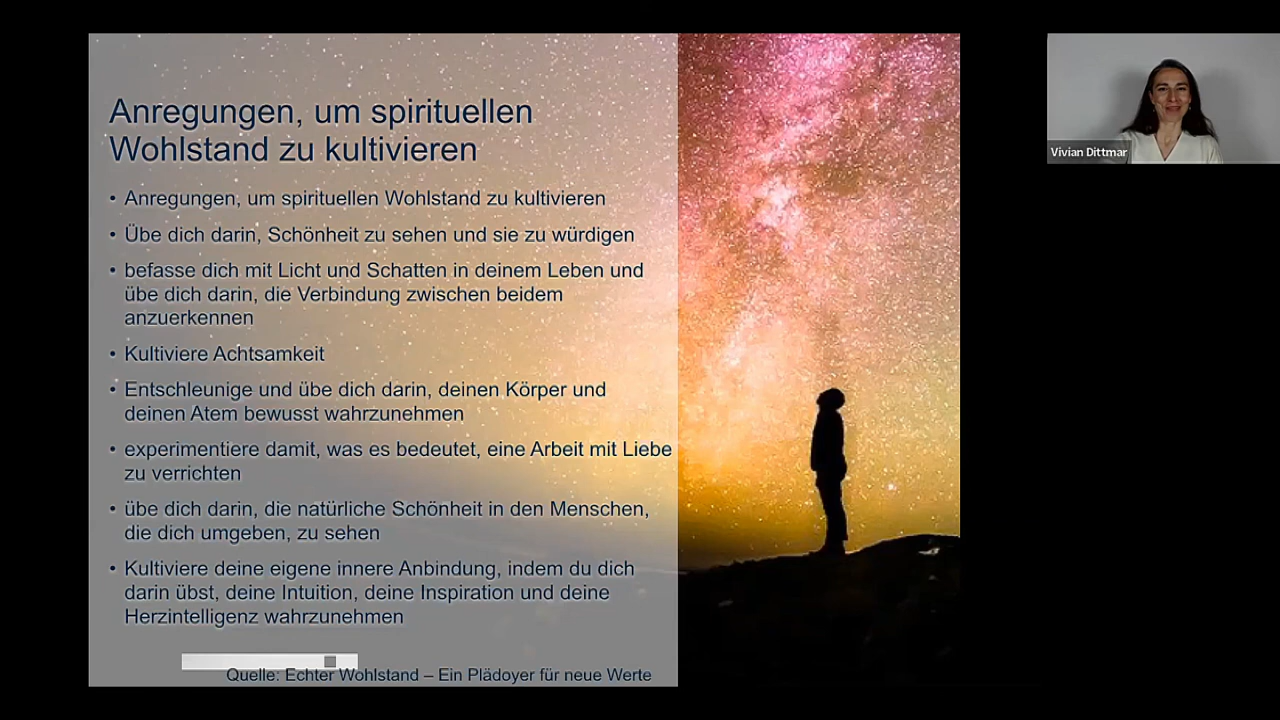 Anregungen, um spirituellen
Wohlstand zu kultivieren
• Anregungen, um spirituellen Wohlstand zu kultivieren
• Übe dich darin, Schönheit zu sehen und sie zu würdigen
• befasse dich mit Licht und Schatten in deinem Leben und
übe dich darin, die Verbindung zwischen beidem
anzuerkennen
• Kultiviere Achtsamkeit
• Entschleunige und übe dich darin, deinen Körper und
deinen Atem bewusst wahrzunehmen
• experimentiere damit, was es bedeutet, eine Arbeit mit Liebe
zu verrichten
• übe dich darin, die natürliche Schönheit in den Menschen,
die dich umgeben, zu sehen
• Kultiviere deine eigene innere Anbindung, indem du dich
darin übst, deine Intuition, deine Inspiration und deine
Herzintelligenz wahrzunehmen
Quelle: Echter Wohlstand – Ein Plädoyer für neue Werte
Vivian Dittmar